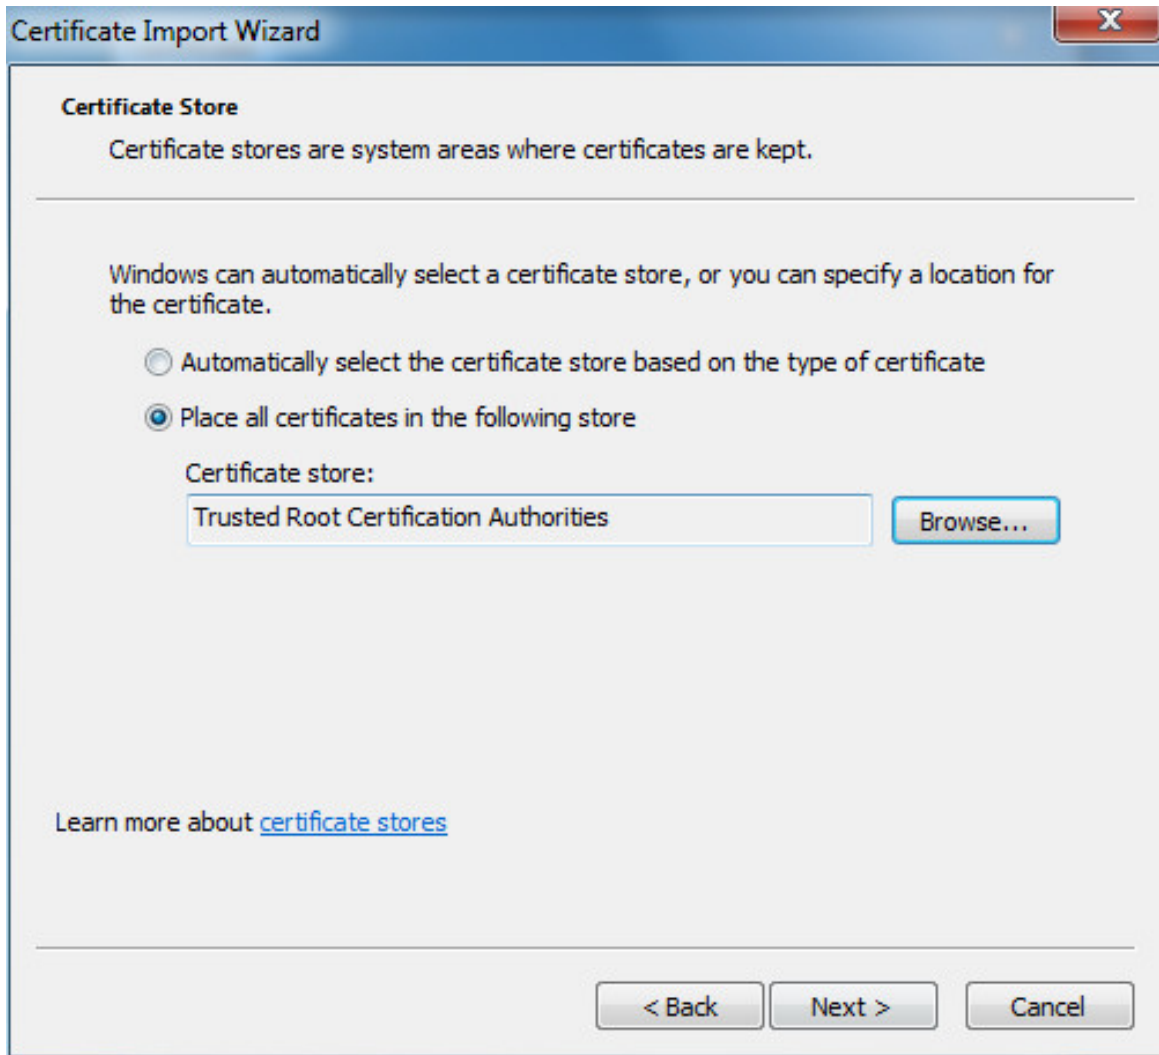 Certificate Import Wizard
Certificate Store
Certificate stores are system areas where certificates are kept.
Windows can automatically select a certificate store, or you can specify a location for
the certificate.
Automatically select the certificate store based on the type of certificate
Place all certificates in the following store
Certificate store:
Trusted Root Certification Authorities
Browse...
Learn more about certificate stores
< Back
Next >
Cancel